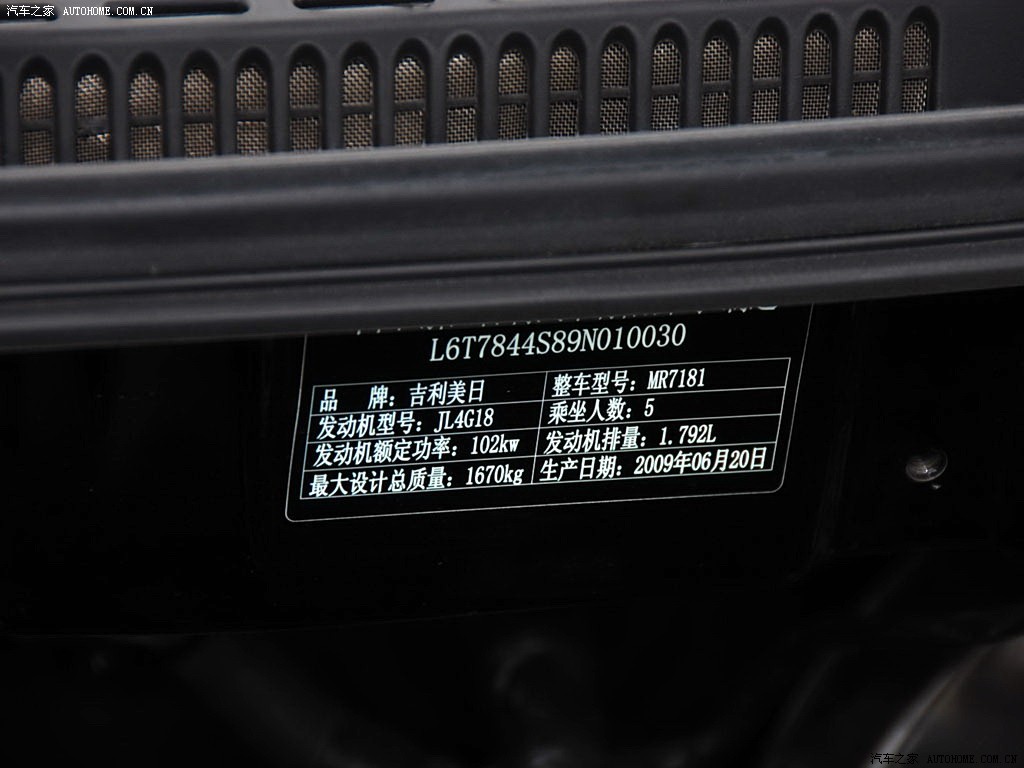 汽车之家 AUTOHOME.COM.CN
L6T7844S89N010030
品 牌：吉利美日 整车型号：MR7181
发动机型号：JL4G18 乘坐人数：5
发动机额定功率：102kw 发动机排量：1.792L
最大设计总质量：1670kg 生产日期：2009年06月20日
汽车之家 AUTOHOME.COM.CN